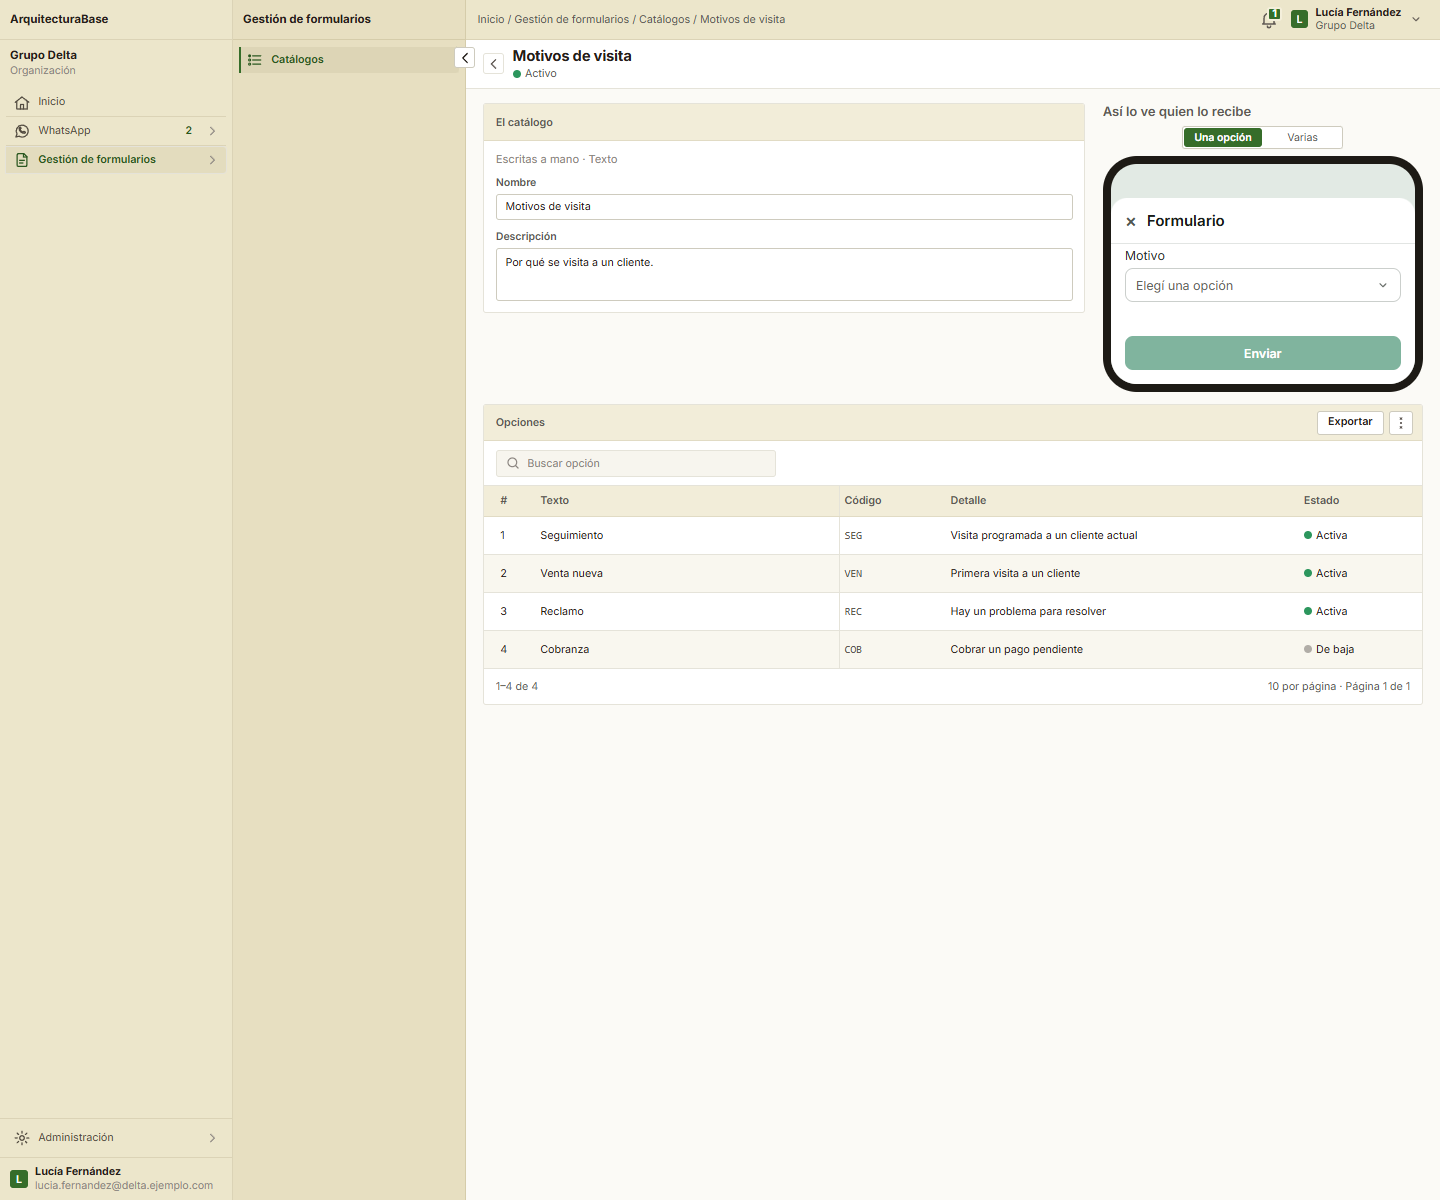 ArquitecturaBase
Grupo Delta
Organización
Inicio
WhatsApp 2
Gestión de formularios
Administración
L Lucía Fernández
lucia.fernandez@delta.ejemplo.com
Gestión de formularios
Catálogos
Inicio / Gestión de formularios / Catálogos / Motivos de visita
1
L Lucía Fernández
Grupo Delta
Motivos de visita
Activo
El catálogo
Escritas a mano · Texto
Nombre
Motivos de visita
Descripción
Por qué se visita a un cliente.
Así lo ve quien lo recibe
Una opción Varias
Formulario
Motivo
Elegí una opción
Enviar
Opciones Exportar
Buscar opción
# Texto Código Detalle Estado
1 Seguimiento SEG Visita programada a un cliente actual Activa
2 Venta nueva VEN Primera visita a un cliente Activa
3 Reclamo REC Hay un problema para resolver Activa
4 Cobranza COB Cobrar un pago pendiente De baja
1–4 de 4 10 por página · Página 1 de 1